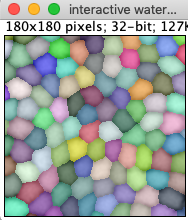 interactive water...
180x180 pixels; 32-bit; 127K